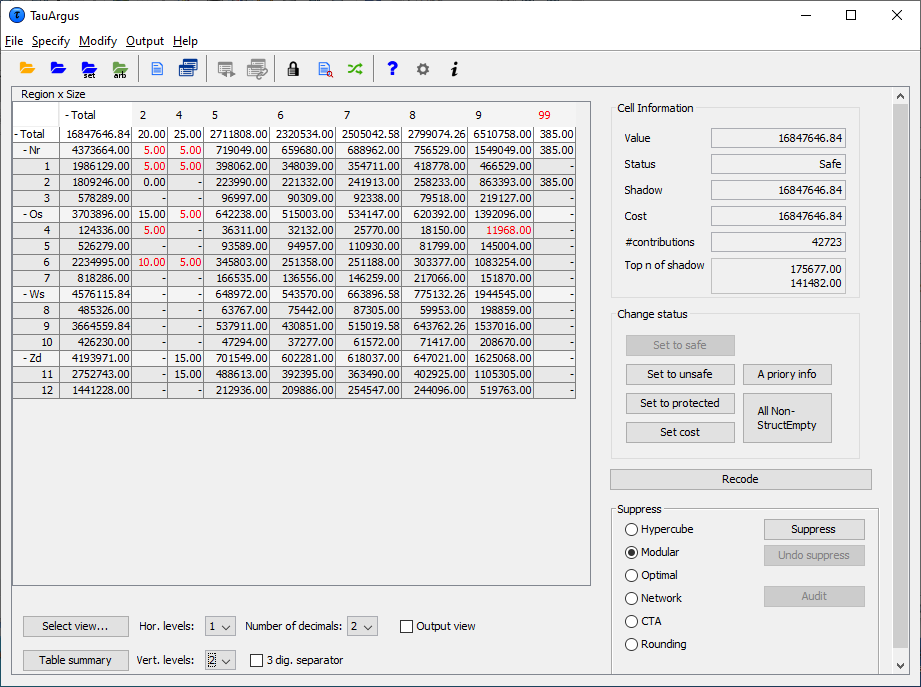 TauArgus
File Specify Modify Output Help
set arb
Region x Size
- Total 2 4 5 6 7 8 9 99
- Total 16847646.84 20.00 25.00 2711808.00 2320534.00 2505042.58 2799074.26 6510758.00 385.00
- Nr 4373664.00 5.00 5.00 719049.00 659680.00 688962.00 756529.00 1549049.00 385.00
1 1986129.00 5.00 5.00 398062.00 348039.00 354711.00 418778.00 466529.00 -
2 1809246.00 0.00 - 223990.00 221332.00 241913.00 258233.00 863393.00 385.00
3 578289.00 - - 96997.00 90309.00 92338.00 79518.00 219127.00 -
- Os 3703896.00 15.00 5.00 642238.00 515003.00 534147.00 620392.00 1392096.00 -
4 124336.00 5.00 - 36311.00 32132.00 25770.00 18150.00 11968.00 -
5 526279.00 - - 93589.00 94957.00 110930.00 81799.00 145004.00 -
6 2234995.00 10.00 5.00 345803.00 251358.00 251188.00 303377.00 1083254.00 -
7 818286.00 - - 166535.00 136556.00 146259.00 217066.00 151870.00 -
- Ws 4576115.84 - - 648972.00 543570.00 663896.58 775132.26 1944545.00 -
8 485326.00 - - 63767.00 75442.00 87305.00 59953.00 198859.00 -
9 3664559.84 - - 537911.00 430851.00 515019.58 643762.26 1537016.00 -
10 426230.00 - - 47294.00 37277.00 61572.00 71417.00 208670.00 -
- Zd 4193971.00 - 15.00 701549.00 602281.00 618037.00 647021.00 1625068.00 -
11 2752743.00 - 15.00 488613.00 392395.00 363490.00 402925.00 1105305.00 -
12 1441228.00 - - 212936.00 209886.00 254547.00 244096.00 519763.00 -
Cell Information
Value 16847646.84
Status Safe
Shadow 16847646.84
Cost 16847646.84
#contributions 42723
Top n of shadow 175677.00
141482.00
Change status
Set to safe
Set to unsafe A priory info
Set to protected All Non-
StructEmpty
Set cost
Recode
Suppress
Hypercube Suppress
Modular Undo suppress
Optimal
Network Audit
CTA
Rounding
Select view... Hor. levels: 1 Number of decimals: 2 Output view
Table summary Vert. levels: 2 3 dig. separator